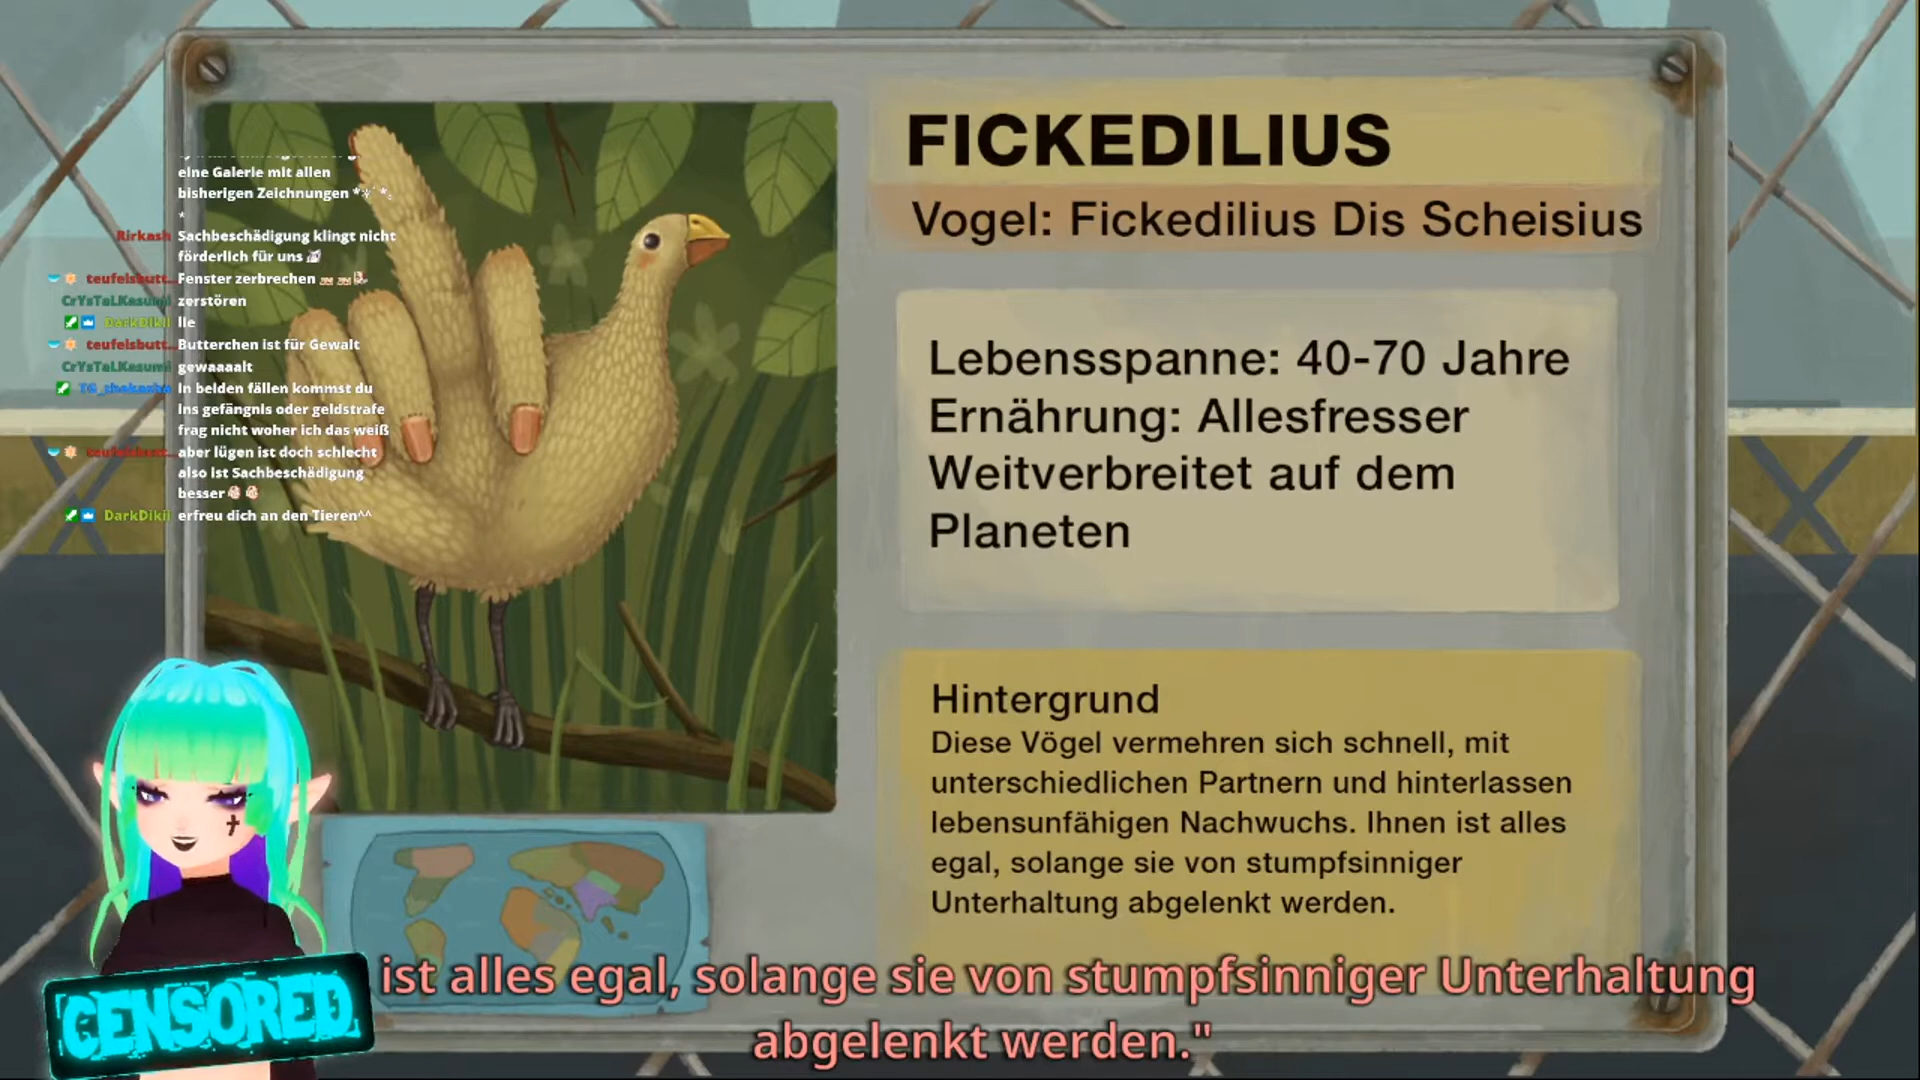 eine Galerie mit allen
bisherigen Zeichnungen *÷ *:
*
Rirkash Sachbeschädigung klingt nicht
förderlich für uns
teufelsbutt... Fenster zerbrechen
zerstören
DarkDikii lie
teufelsbutt... Butterchen ist für Gewalt
gewaaaalt
In beiden fällen kommst du
ins gefängnis oder geldstrafe
frag nicht woher ich das weiß
teufelsbutt... aber lügen ist doch schlecht
also ist Sachbeschädigung
besser
DarkDikii erfreu dich an den Tieren^^
FICKEDILIUS
Vogel: Fickedilius Dis Scheisius
Lebensspanne: 40-70 Jahre
Ernährung: Allesfresser
Weitverbreitet auf dem
Planeten
Hintergrund
Diese Vögel vermehren sich schnell, mit
unterschiedlichen Partnern und hinterlassen
lebensunfähigen Nachwuchs. Ihnen ist alles
egal, solange sie von stumpfsinniger
Unterhaltung abgelenkt werden.
CENSORED
ist alles egal, solange sie von stumpfsinniger Unterhaltung
abgelenkt werden."